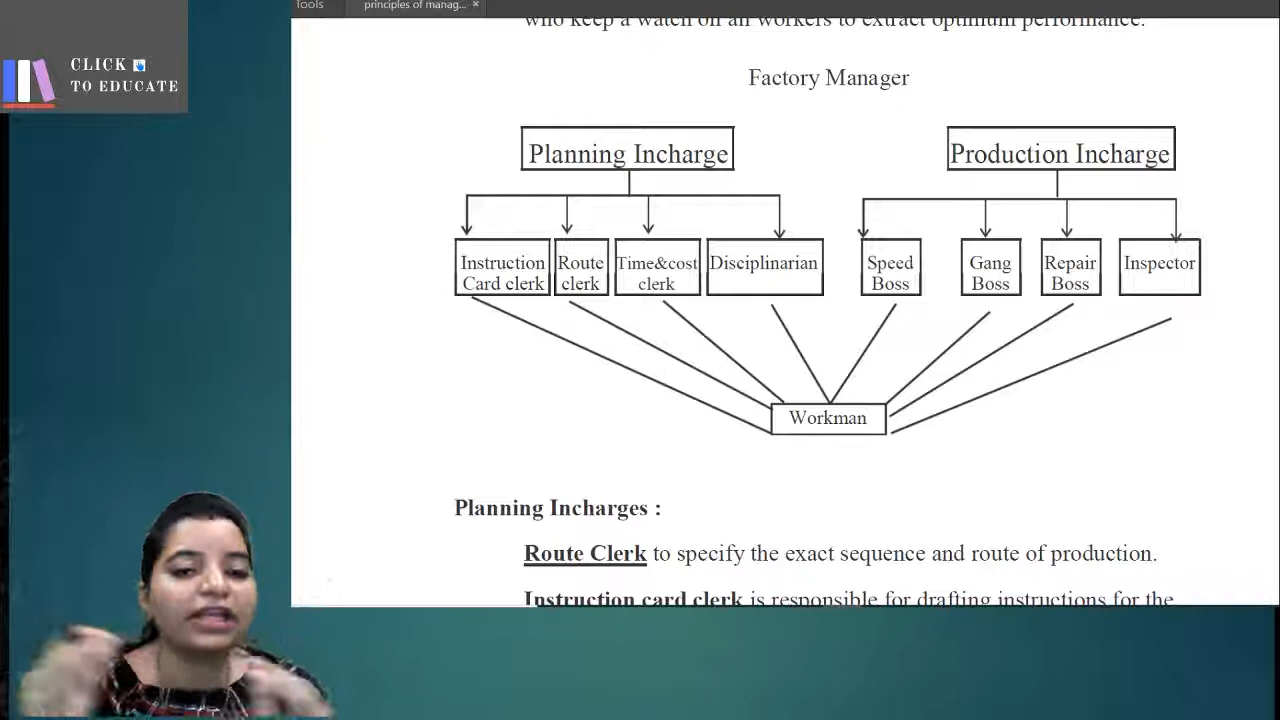 Tools
principles of manag... ×
CLICK
TO EDUCATE
who keep a watch on all workers to extract optimum performance.
Factory Manager
Planning Incharge
Production Incharge
Instruction
Card clerk
Route
clerk
Time&cost
clerk
Disciplinarian
Speed
Boss
Gang
Boss
Repair
Boss
Inspector
Workman
Planning Incharges :
Route Clerk to specify the exact sequence and route of production.
Instruction card clerk is responsible for drafting instructions for the